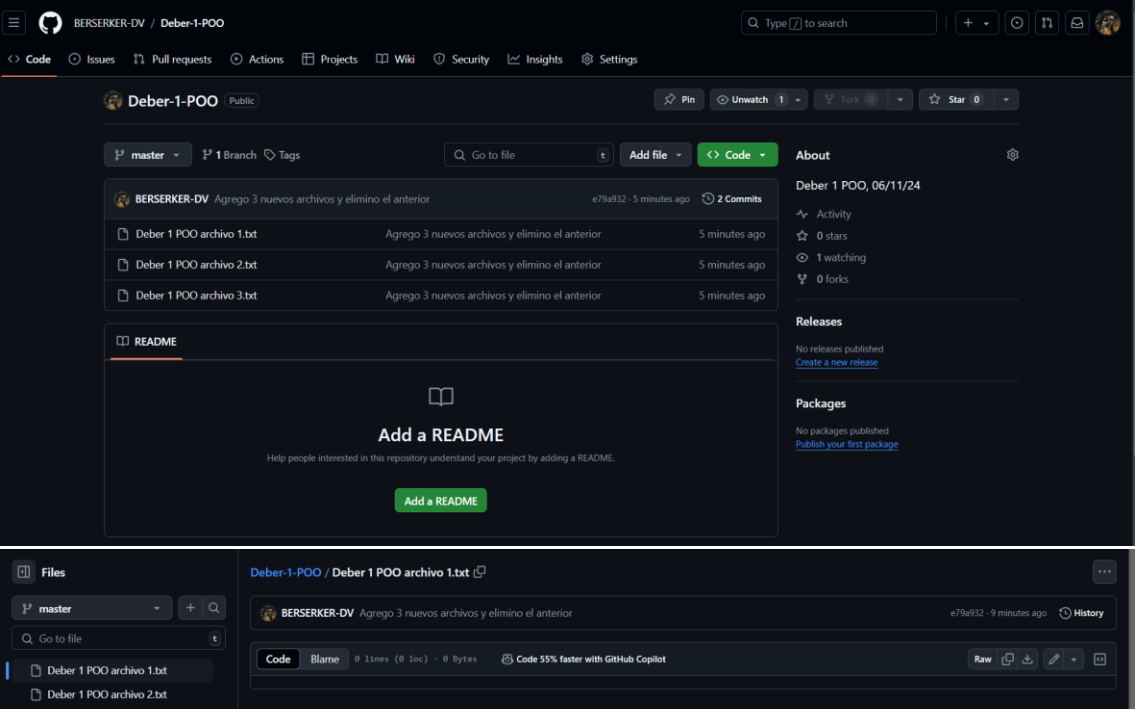 BERSERKER-DV / Deber-1-POO
Type / to search
Code Issues Pull requests Actions Projects Wiki Security Insights Settings
Deber-1-POO Public
Pin Unwatch 1 Fork 0 Star 0
master 1 Branch Tags
Go to file t Add file Code
BERSERKER-DV Agrego 3 nuevos archivos y elimino el anterior e79a932 · 5 minutes ago 2 Commits
Deber 1 POO archivo 1.txt Agrego 3 nuevos archivos y elimino el anterior 5 minutes ago
Deber 1 POO archivo 2.txt Agrego 3 nuevos archivos y elimino el anterior 5 minutes ago
Deber 1 POO archivo 3.txt Agrego 3 nuevos archivos y elimino el anterior 5 minutes ago
README
Add a README
Help people interested in this repository understand your project by adding a README.
Add a README
About
Deber 1 POO, 06/11/24
Activity
0 stars
1 watching
0 forks
Releases
No releases published
Create a new release
Packages
No packages published
Publish your first package
Files
master
Go to file t
Deber 1 POO archivo 1.txt
Deber 1 POO archivo 2.txt
Deber-1-POO / Deber 1 POO archivo 1.txt
BERSERKER-DV Agrego 3 nuevos archivos y elimino el anterior e79a932 · 9 minutes ago History
Code Blame 0 lines (0 loc) · 0 Bytes Code 55% faster with GitHub Copilot Raw